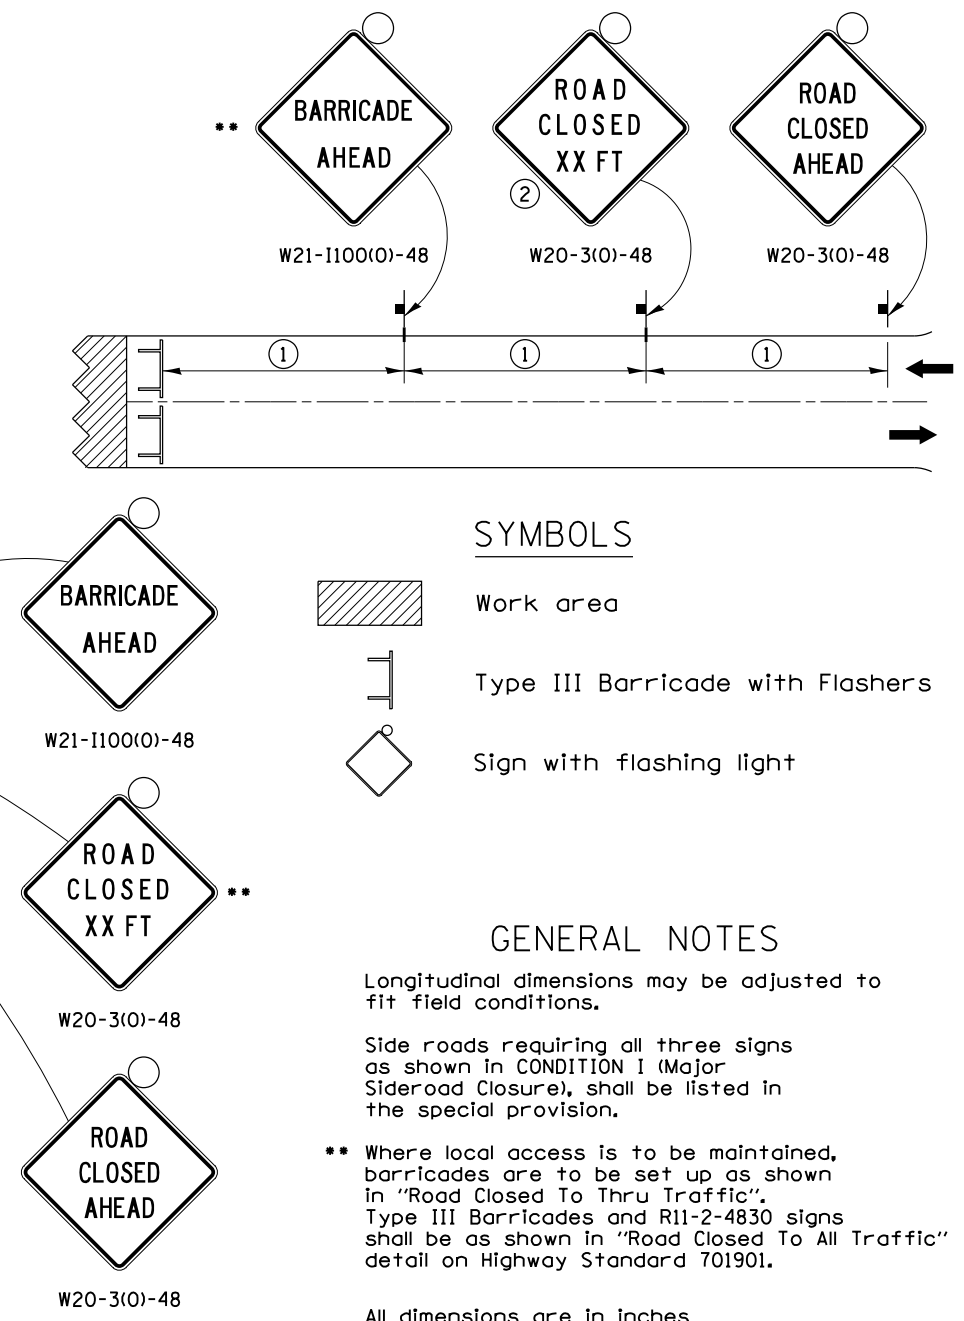 BARRICADE
AHEAD
**
W21-I100(O)-48
ROAD
CLOSED
XX FT
2
W20-3(O)-48
ROAD
CLOSED
AHEAD
W20-3(O)-48
1
1
1
BARRICADE
AHEAD
W21-I100(O)-48
ROAD
CLOSED
XX FT
**
W20-3(O)-48
ROAD
CLOSED
AHEAD
W20-3(O)-48
SYMBOLS
Work area
Type III Barricade with Flashers
Sign with flashing light
GENERAL NOTES
Longitudinal dimensions may be adjusted to
fit field conditions.
Side roads requiring all three signs
as shown in CONDITION I (Major
Sideroad Closure), shall be listed in
the special provision.
** Where local access is to be maintained,
barricades are to be set up as shown
in "Road Closed To Thru Traffic".
Type III Barricades and R11-2-4830 signs
shall be as shown in "Road Closed To All Traffic"
detail on Highway Standard 701901.
All dimensions are in inches